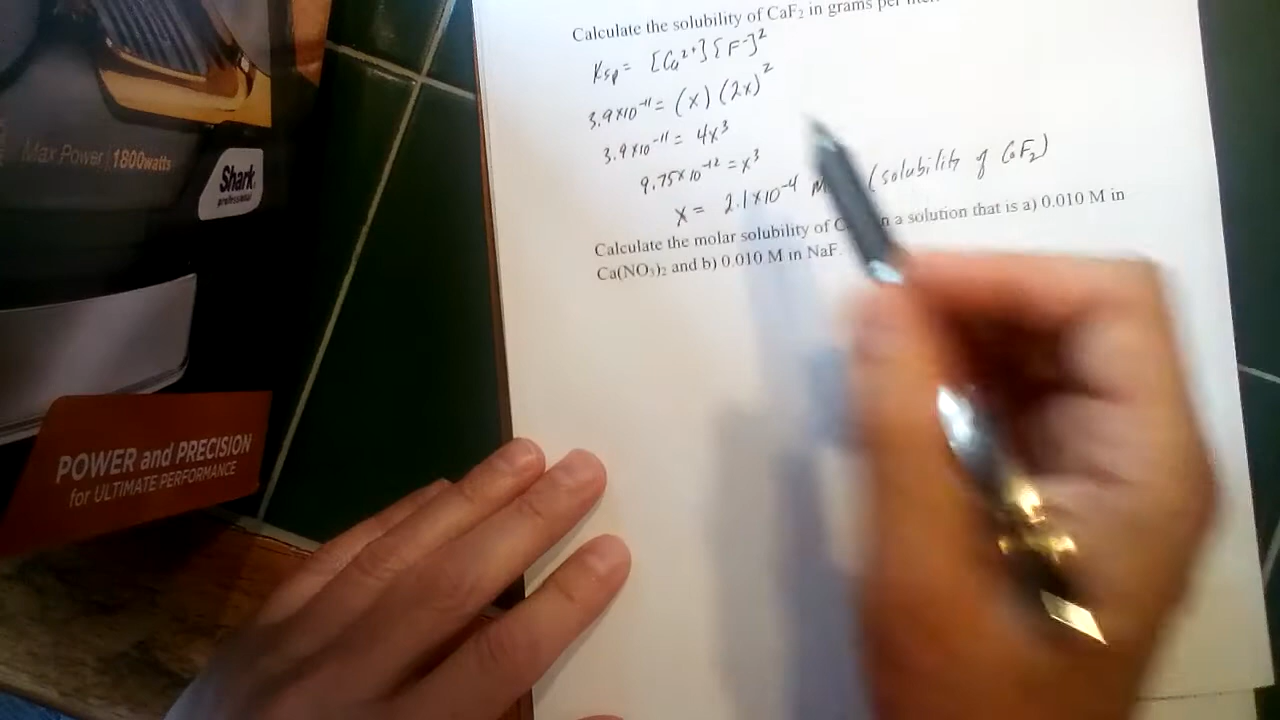 Max Power | 1800watts
Shark
professional
POWER and PRECISION
for ULTIMATE PERFORMANCE
Calculate the solubility of CaF₂ in grams per
Ksp = [Ca²⁺][F⁻]²
3.9×10⁻¹¹ = (x)(2x)²
3.9×10⁻¹¹ = 4x³
9.75×10⁻¹² = x³
x = 2.1×10⁻⁴ M (solubility of CaF₂)
Calculate the molar solubility of in a solution that is a) 0.010 M in
Ca(NO₃)₂ and b) 0.010 M in NaF.